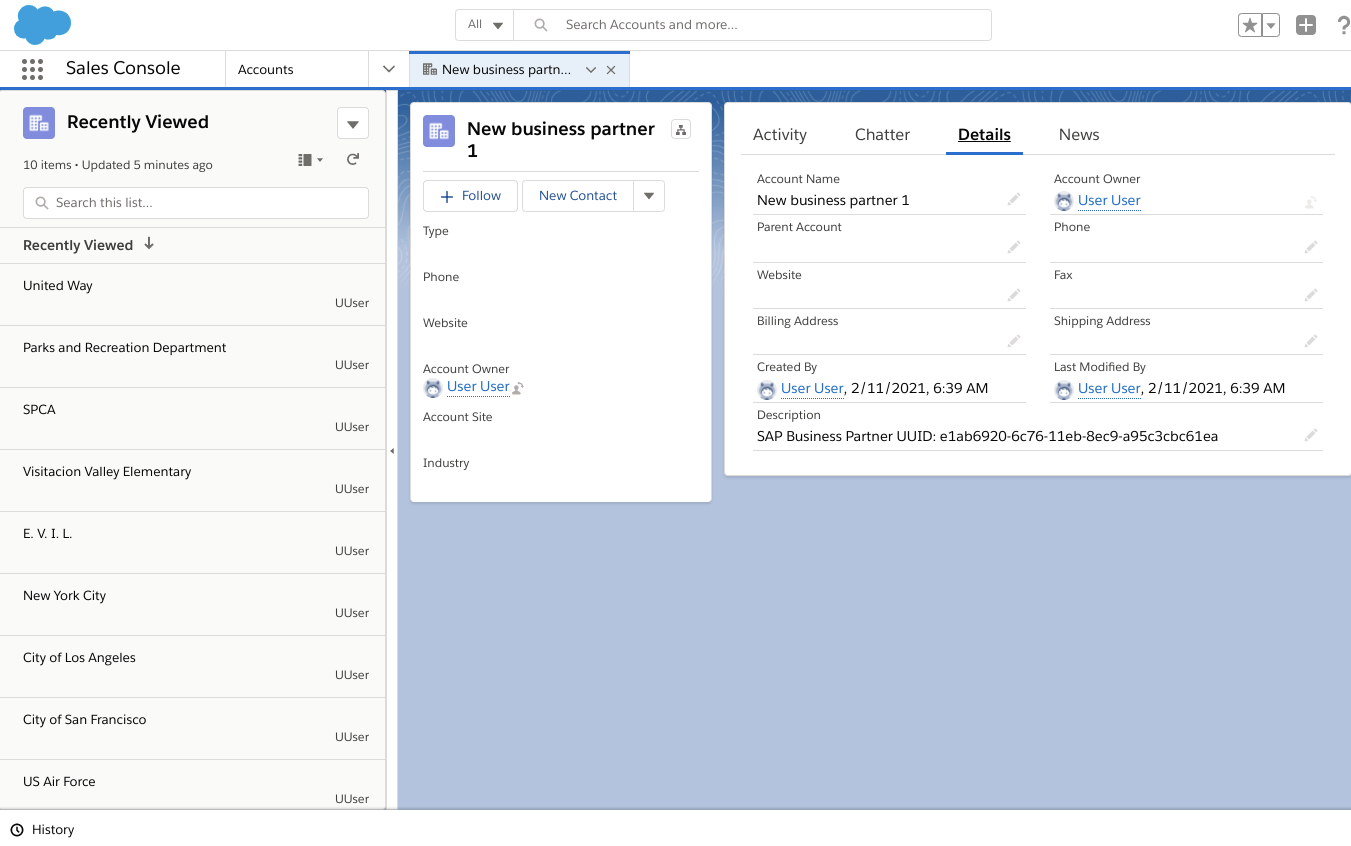 All
Search Accounts and more...
?
Sales Console
Accounts
New business partn...
Recently Viewed
10 items • Updated 5 minutes ago
Search this list...
Recently Viewed
United Way
UUser
Parks and Recreation Department
UUser
SPCA
UUser
Visitacion Valley Elementary
UUser
E. V. I. L.
UUser
New York City
UUser
City of Los Angeles
UUser
City of San Francisco
UUser
US Air Force
UUser
New business partner
1
Follow
New Contact
Type
Phone
Website
Account Owner
User User
Account Site
Industry
Activity
Chatter
Details
News
Account Name
New business partner 1
Account Owner
User User
Parent Account
Phone
Website
Fax
Billing Address
Shipping Address
Created By
User User, 2/11/2021, 6:39 AM
Last Modified By
User User, 2/11/2021, 6:39 AM
Description
SAP Business Partner UUID: e1ab6920-6c76-11eb-8ec9-a95c3cbc61ea
History